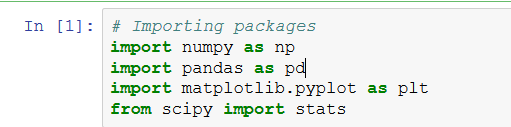 In [1]: # Importing packages
import numpy as np
import pandas as pd
import matplotlib.pyplot as plt
from scipy import stats